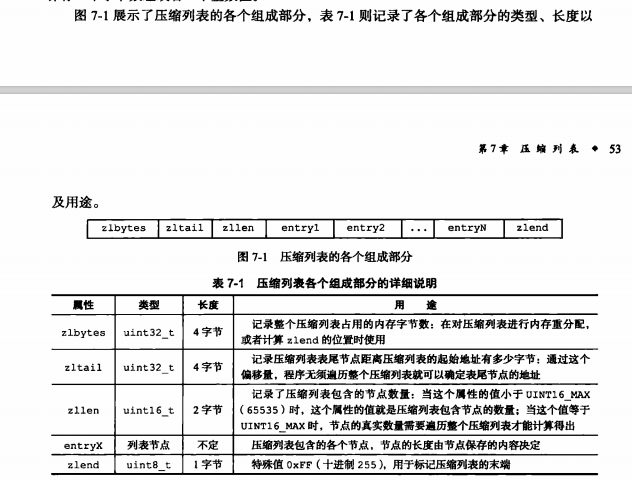 图 7-1 展示了压缩列表的各个组成部分，表 7-1 则记录了各个组成部分的类型、长度以
第 7 章 压缩列表 ◆ 53
及用途。
zlbytes zltail zllen entry1 entry2 ... entryN zlend
图 7-1 压缩列表的各个组成部分
表 7-1 压缩列表各个组成部分的详细说明
属性 类型 长度 用 途
zlbytes uint32_t 4 字节 记录整个压缩列表占用的内存字节数：在对压缩列表进行内存重分配，
或者计算 zlend 的位置时使用
zltail uint32_t 4 字节 记录压缩列表表尾节点距离压缩列表的起始地址有多少字节：通过这个
偏移量，程序无须遍历整个压缩列表就可以确定表尾节点的地址
zllen uint16_t 2 字节 记录了压缩列表包含的节点数量：当这个属性的值小于 UINT16_MAX
（65535）时，这个属性的值就是压缩列表包含节点的数量；当这个值等于
UINT16_MAX 时，节点的真实数量需要遍历整个压缩列表才能计算得出
entryX 列表节点 不定 压缩列表包含的各个节点，节点的长度由节点保存的内容决定
zlend uint8_t 1 字节 特殊值 0xFF（十进制 255），用于标记压缩列表的末端